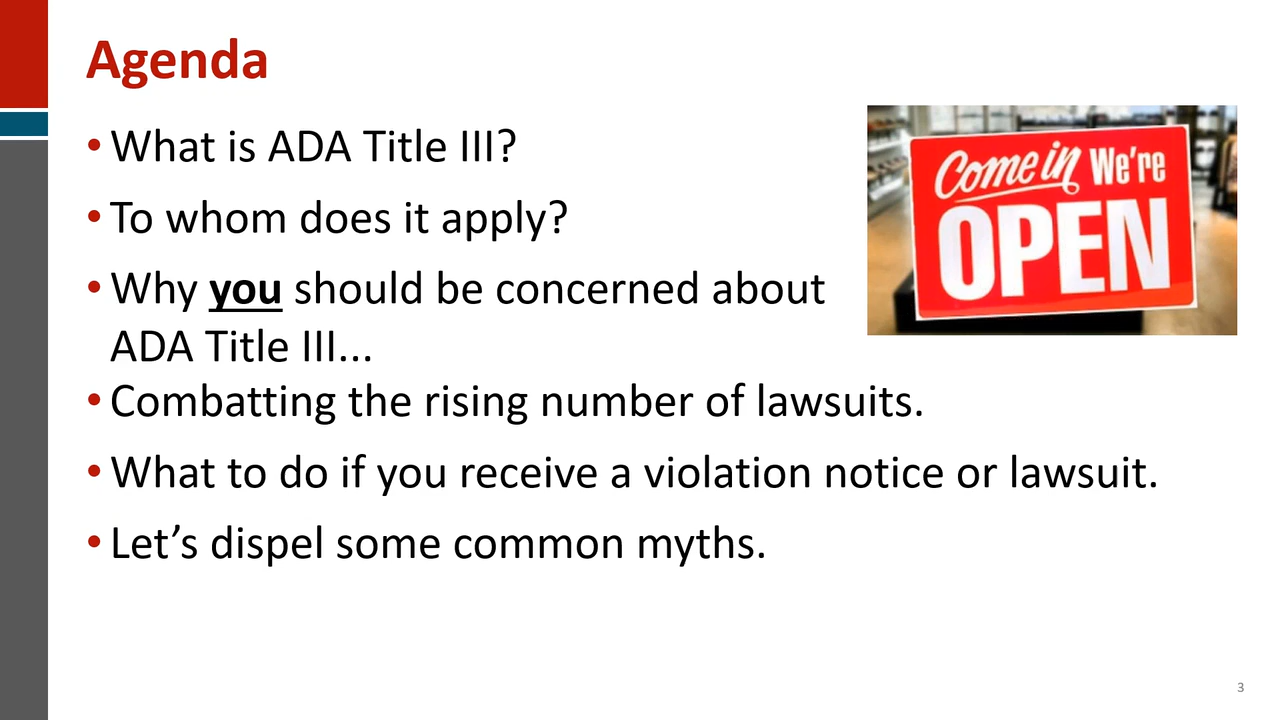 Agenda
• What is ADA Title III?
• To whom does it apply?
• Why you should be concerned about
ADA Title III...
• Combatting the rising number of lawsuits.
• What to do if you receive a violation notice or lawsuit.
• Let’s dispel some common myths.
Come in We're
OPEN
3